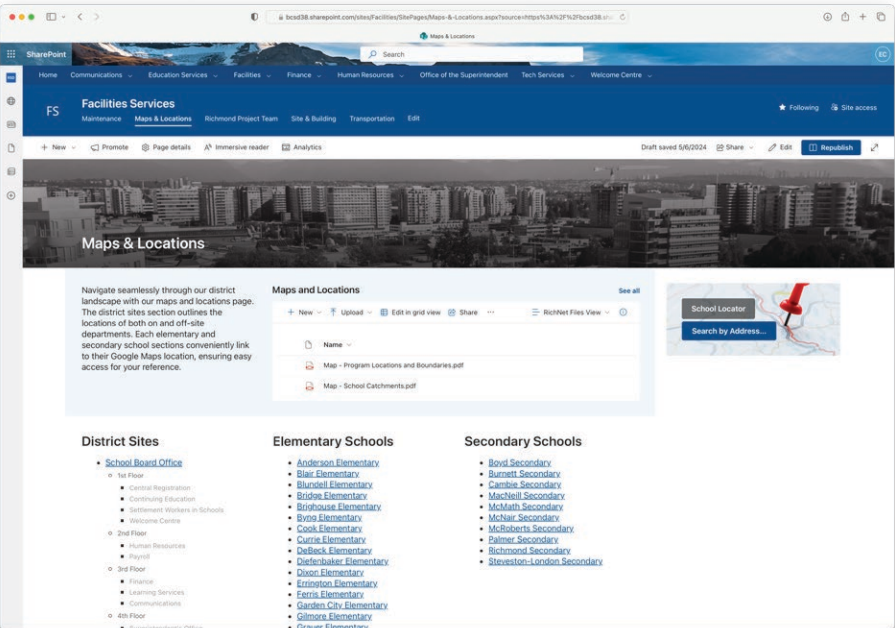 bcsd38.sharepoint.com/sites/Facilities/SitePages/Maps-&-Locations.aspx?source=https%3A%2F%2Fbcsd38.sh
Maps & Locations
SharePoint
Search
EC
Home Communications Education Services Facilities Finance Human Resources Office of the Superintendent Tech Services Welcome Centre
FS
Facilities Services
Maintenance Maps & Locations Richmond Project Team Site & Building Transportation Edit
Following Site access
+ New Promote Page details Immersive reader Analytics
Draft saved 5/6/2024 Share Edit Republish
Maps & Locations
Navigate seamlessly through our district
landscape with our maps and locations page.
The district sites section outlines the
locations of both on and off-site
departments. Each elementary and
secondary school sections conveniently link
to their Google Maps location, ensuring easy
access for your reference.
Maps and Locations
See all
+ New Upload Edit in grid view Share ... RichNet Files View
Name
Map - Program Locations and Boundaries.pdf
Map - School Catchments.pdf
School Locator
Search by Address...
District Sites
School Board Office
1st Floor
Central Registration
Continuing Education
Settlement Workers in Schools
Welcome Centre
2nd Floor
Human Resources
Payroll
3rd Floor
Finance
Learning Services
Communications
4th Floor
Elementary Schools
Anderson Elementary
Blair Elementary
Blundell Elementary
Bridge Elementary
Brighouse Elementary
Byng Elementary
Cook Elementary
Currie Elementary
DeBeck Elementary
Diefenbaker Elementary
Dixon Elementary
Errington Elementary
Ferris Elementary
Garden City Elementary
Gilmore Elementary
Grauer Elementary
Secondary Schools
Boyd Secondary
Burnett Secondary
Cambie Secondary
MacNeill Secondary
McMath Secondary
McNair Secondary
McRoberts Secondary
Palmer Secondary
Richmond Secondary
Steveston-London Secondary